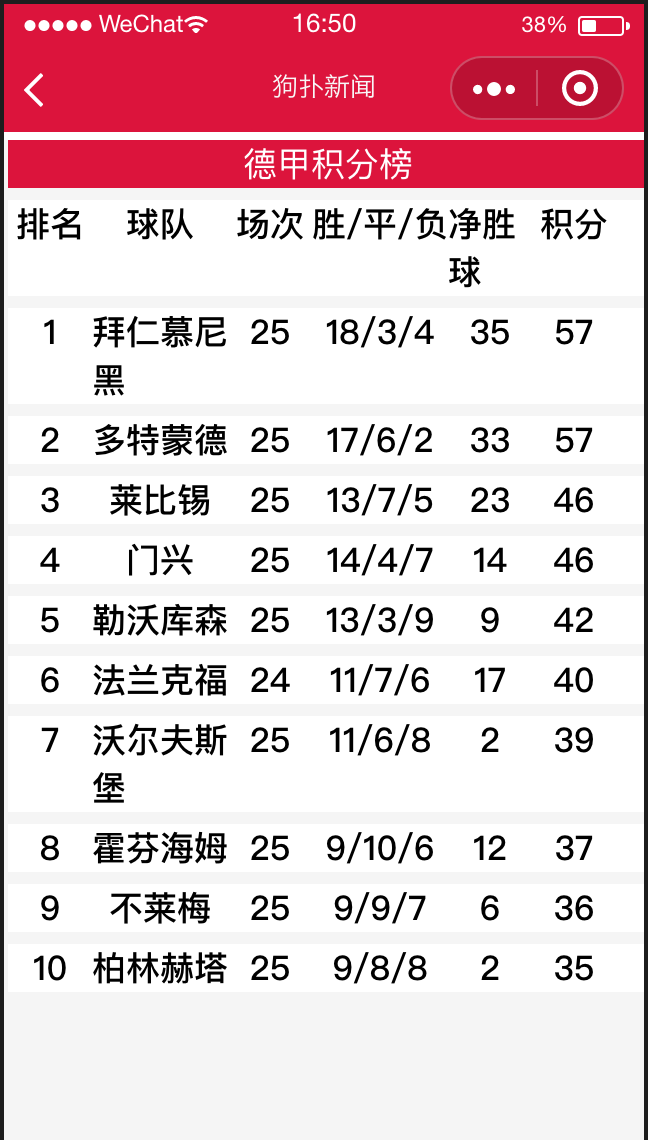 WeChat 16:50 38%
狗扑新闻
德甲积分榜
排名 球队 场次 胜/平/负 净胜 积分
球
1 拜仁慕尼 25 18/3/4 35 57
黑
2 多特蒙德 25 17/6/2 33 57
3 莱比锡 25 13/7/5 23 46
4 门兴 25 14/4/7 14 46
5 勒沃库森 25 13/3/9 9 42
6 法兰克福 24 11/7/6 17 40
7 沃尔夫斯 25 11/6/8 2 39
堡
8 霍芬海姆 25 9/10/6 12 37
9 不莱梅 25 9/9/7 6 36
10 柏林赫塔 25 9/8/8 2 35